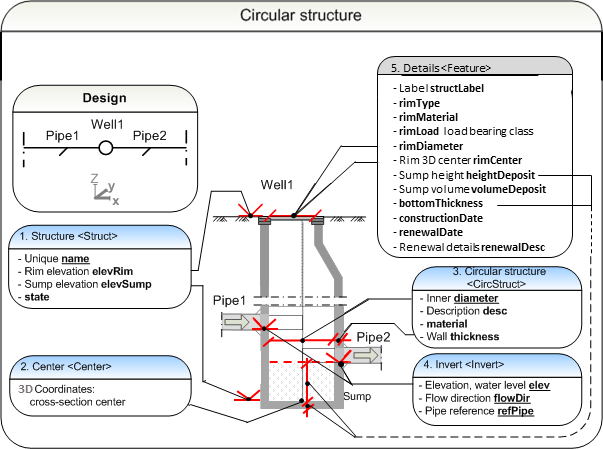 Circular structure
Design
Well1
Pipe1
Pipe2
Z
y
x
5. Details <Feature>
- Label structLabel
- rimType
- rimMaterial
- rimLoad load bearing class
- rimDiameter
- Rim 3D center rimCenter
- Sump height heightDeposit
- Sump volume volumeDeposit
- bottomThickness
- constructionDate
- renewalDate
- Renewal details renewalDesc
Well1
1. Structure <Struct>
- Unique name
- Rim elevation elevRim
- Sump elevation elevSump
- state
3. Circular structure
<CircStruct>
- Inner diameter
- Description desc
- material
- Wall thickness
Pipe1
Pipe2
2. Center <Center>
3D Coordinates:
cross-section center
Sump
4. Invert <Invert>
- Elevation, water level elev
- Flow direction flowDir
- Pipe reference refPipe